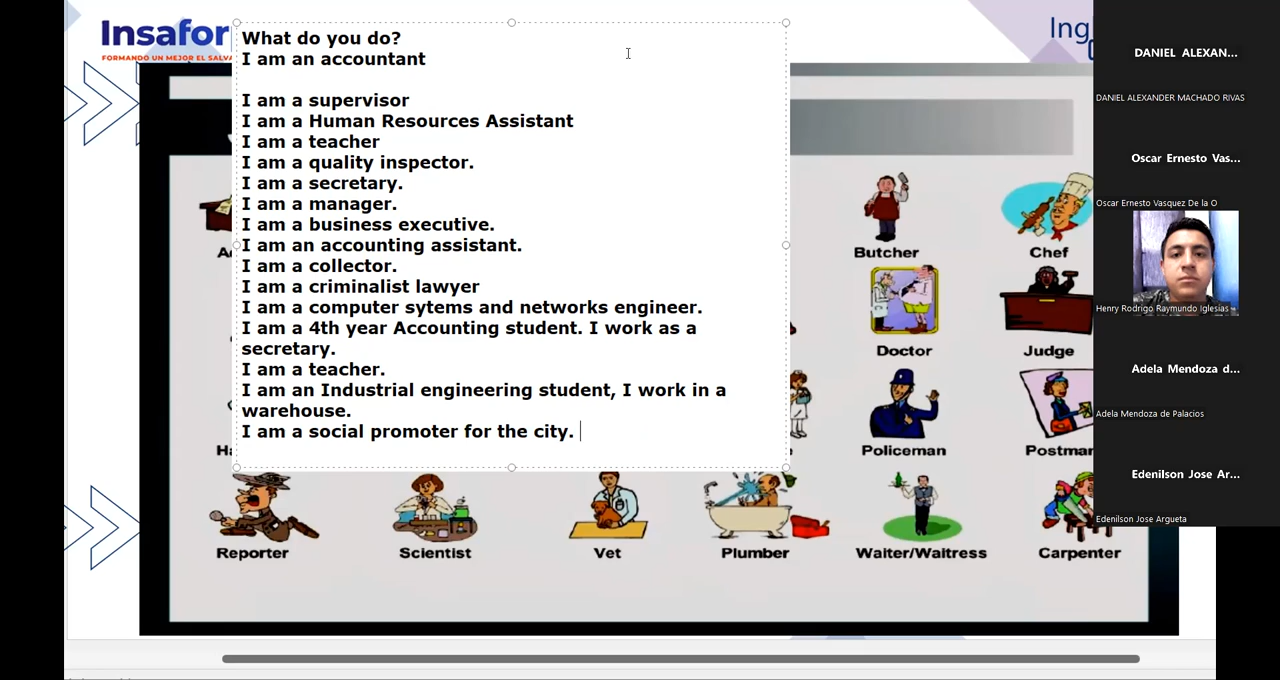 Insafor
FORMANDO UN MEJOR EL SALVA
Ing
What do you do?
I am an accountant
I am a supervisor
I am a Human Resources Assistant
I am a teacher
I am a quality inspector.
I am a secretary.
I am a manager.
I am a business executive.
I am an accounting assistant.
I am a collector.
I am a criminalist lawyer
I am a computer sytems and networks engineer.
I am a 4th year Accounting student. I work as a
secretary.
I am a teacher.
I am an Industrial engineering student, I work in a
warehouse.
I am a social promoter for the city.
Butcher
Chef
Doctor
Judge
Policeman
Postmar
Reporter
Scientist
Vet
Plumber
Waiter/Waitress
Carpenter
DANIEL ALEXAN...
DANIEL ALEXANDER MACHADO RIVAS
Oscar Ernesto Vas...
Oscar Ernesto Vasquez De la O
Henry Rodrigo Raymundo Iglesias
Adela Mendoza d...
Adela Mendoza de Palacios
Edenilson Jose Ar...
Edenilson Jose Argueta